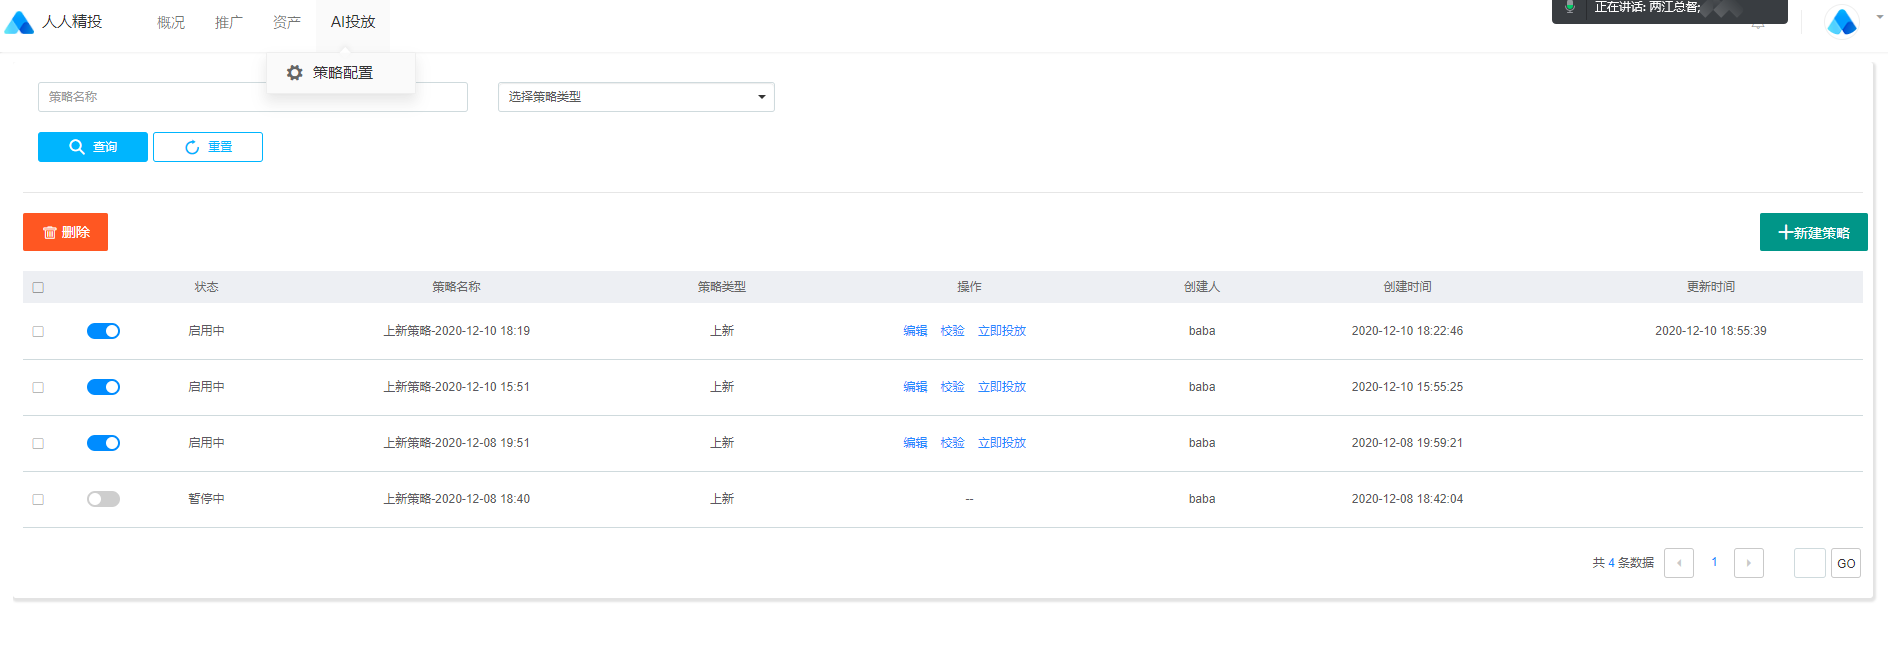 人人精投 概况 推广 资产 AI投放 正在讲话: 两江总督;
策略配置
策略名称 选择策略类型
查询 重置
删除 新建策略
状态 策略名称 策略类型 操作 创建人 创建时间 更新时间
启用中 上新策略-2020-12-10 18:19 上新 编辑 校验 立即投放 baba 2020-12-10 18:22:46 2020-12-10 18:55:39
启用中 上新策略-2020-12-10 15:51 上新 编辑 校验 立即投放 baba 2020-12-10 15:55:25
启用中 上新策略-2020-12-08 19:51 上新 编辑 校验 立即投放 baba 2020-12-08 19:59:21
暂停中 上新策略-2020-12-08 18:40 上新 -- baba 2020-12-08 18:42:04
共 4 条数据 1 GO